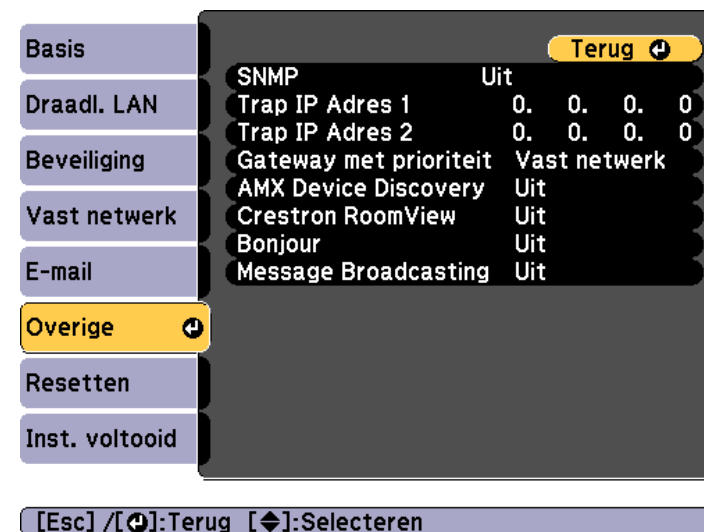 Basis
Draadl. LAN
Beveiliging
Vast netwerk
E-mail
Overige
Resetten
Inst. voltooid
Terug
SNMP Uit
Trap IP Adres 1 0. 0. 0. 0
Trap IP Adres 2 0. 0. 0. 0
Gateway met prioriteit Vast netwerk
AMX Device Discovery Uit
Crestron RoomView Uit
Bonjour Uit
Message Broadcasting Uit
[Esc] /[⏎]:Terug [◆]:Selecteren